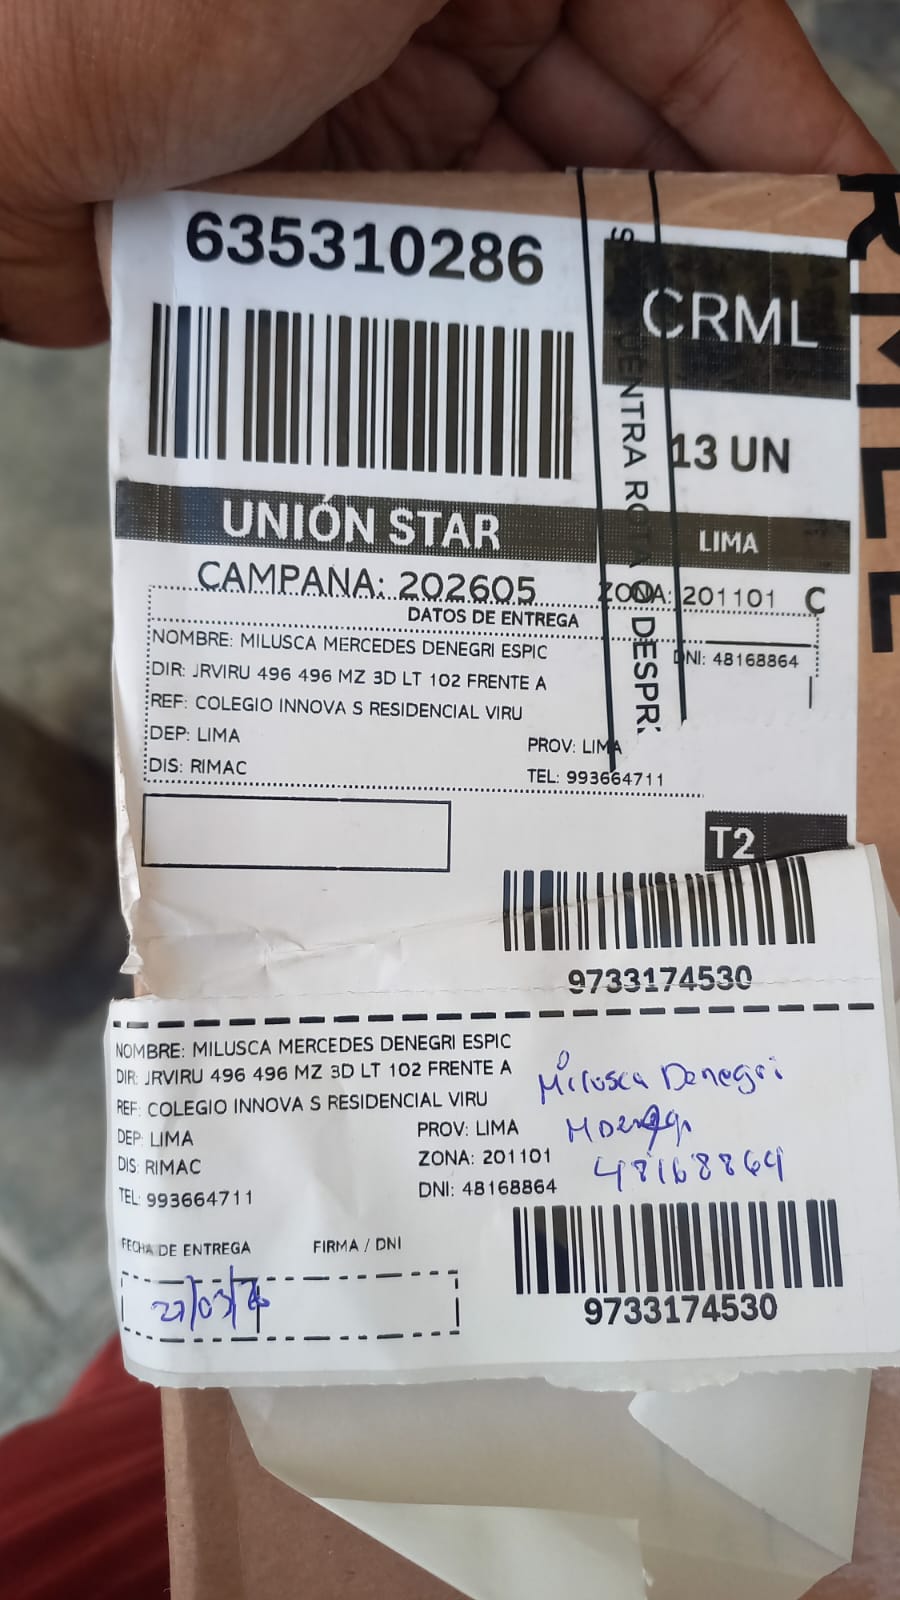 635310286
CRML
13 UN
UNIÓN STAR
LIMA
CAMPAÑA: 202605
ZONA: 201101 C
DATOS DE ENTREGA
NOMBRE: MILUSCA MERCEDES DENEGRI ESPIC
DNI: 48168864
DIR: JRVIRU 496 496 MZ 3D LT 102 FRENTE A
REF: COLEGIO INNOVA S RESIDENCIAL VIRU
DEP: LIMA
PROV: LIMA
DIS: RIMAC
TEL: 993664711
T2
9733174530
NOMBRE: MILUSCA MERCEDES DENEGRI ESPIC
DIR: JRVIRU 496 496 MZ 3D LT 102 FRENTE A
REF: COLEGIO INNOVA S RESIDENCIAL VIRU
DEP: LIMA
PROV: LIMA
DIS: RIMAC
ZONA: 201101
TEL: 993664711
DNI: 48168864
Milusca Denegri
48168864
FECHA DE ENTREGA
FIRMA / DNI
9733174530